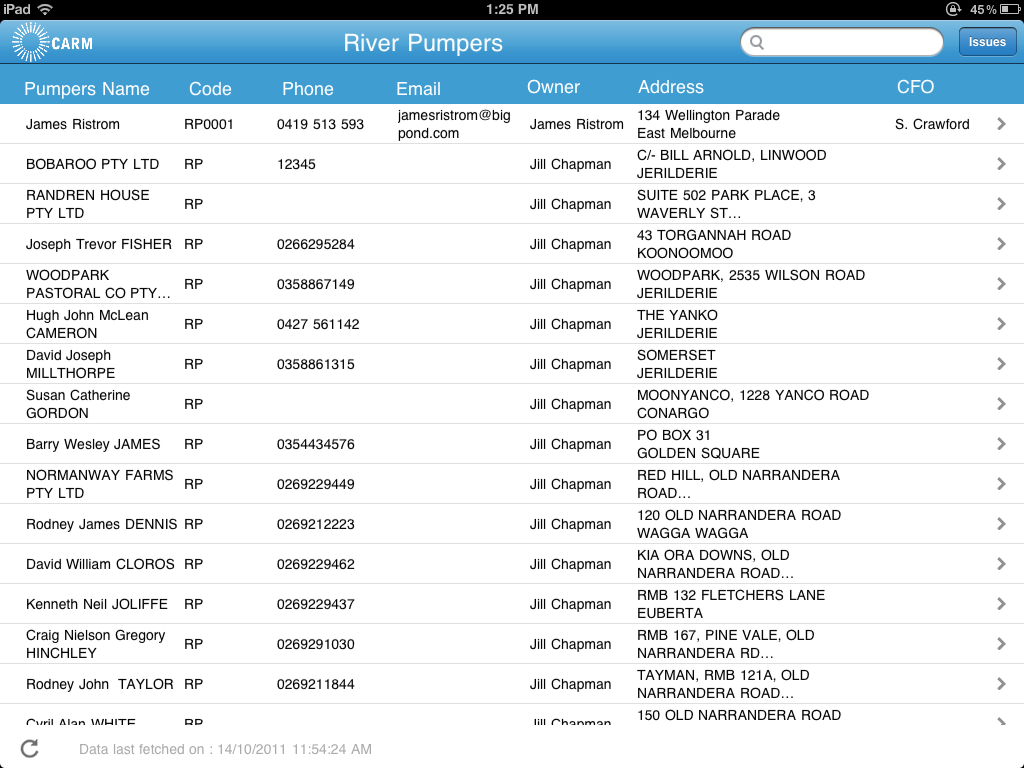 iPad 1:25 PM 45%
CARM River Pumpers Issues
Pumpers Name Code Phone Email Owner Address CFO
James Ristrom RP0001 0419 513 593 jamesristrom@big James Ristrom 134 Wellington Parade S. Crawford
pond.com East Melbourne
BOBAROO PTY LTD RP 12345 Jill Chapman C/- BILL ARNOLD, LINWOOD
JERILDERIE
RANDREN HOUSE RP Jill Chapman SUITE 502 PARK PLACE, 3
PTY LTD WAVERLY ST...
Joseph Trevor FISHER RP 0266295284 Jill Chapman 43 TORGANNAH ROAD
KOONOOMOO
WOODPARK RP 0358867149 Jill Chapman WOODPARK, 2535 WILSON ROAD
PASTORAL CO PTY... JERILDERIE
Hugh John McLean RP 0427 561142 Jill Chapman THE YANKO
CAMERON JERILDERIE
David Joseph RP 0358861315 Jill Chapman SOMERSET
MILLTHORPE JERILDERIE
Susan Catherine RP Jill Chapman MOONYANCO, 1228 YANCO ROAD
GORDON CONARGO
Barry Wesley JAMES RP 0354434576 Jill Chapman PO BOX 31
GOLDEN SQUARE
NORMANWAY FARMS RP 0269229449 Jill Chapman RED HILL, OLD NARRANDERA
PTY LTD ROAD...
Rodney James DENNIS RP 0269212223 Jill Chapman 120 OLD NARRANDERA ROAD
WAGGA WAGGA
David William CLOROS RP 0269229462 Jill Chapman KIA ORA DOWNS, OLD
NARRANDERA ROAD...
Kenneth Neil JOLIFFE RP 0269229437 Jill Chapman RMB 132 FLETCHERS LANE
EUBERTA
Craig Nielson Gregory RP 0269291030 Jill Chapman RMB 167, PINE VALE, OLD
HINCHLEY NARRANDERA RD...
Rodney John TAYLOR RP 0269211844 Jill Chapman TAYMAN, RMB 121A, OLD
NARRANDERA ROAD...
Cyril Alan WHITE RP Jill Chapman 150 OLD NARRANDERA ROAD
Data last fetched on : 14/10/2011 11:54:24 AM